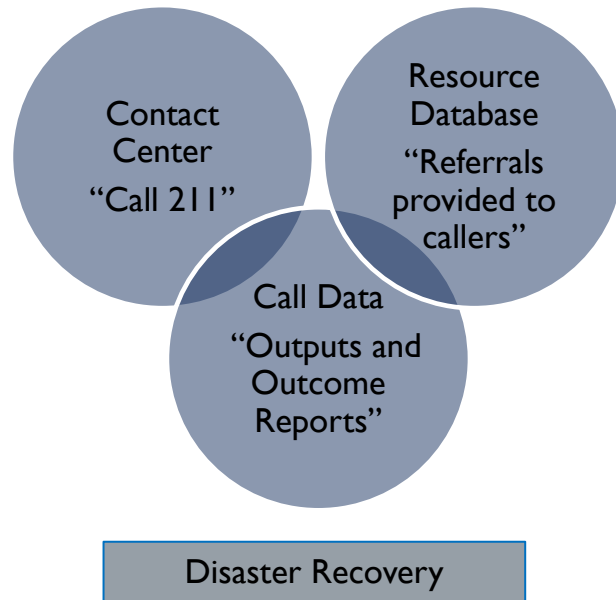 Contact
Center
“Call 211”
Resource
Database
“Referrals
provided to
callers”
Call Data
“Outputs and
Outcome
Reports”
Disaster Recovery